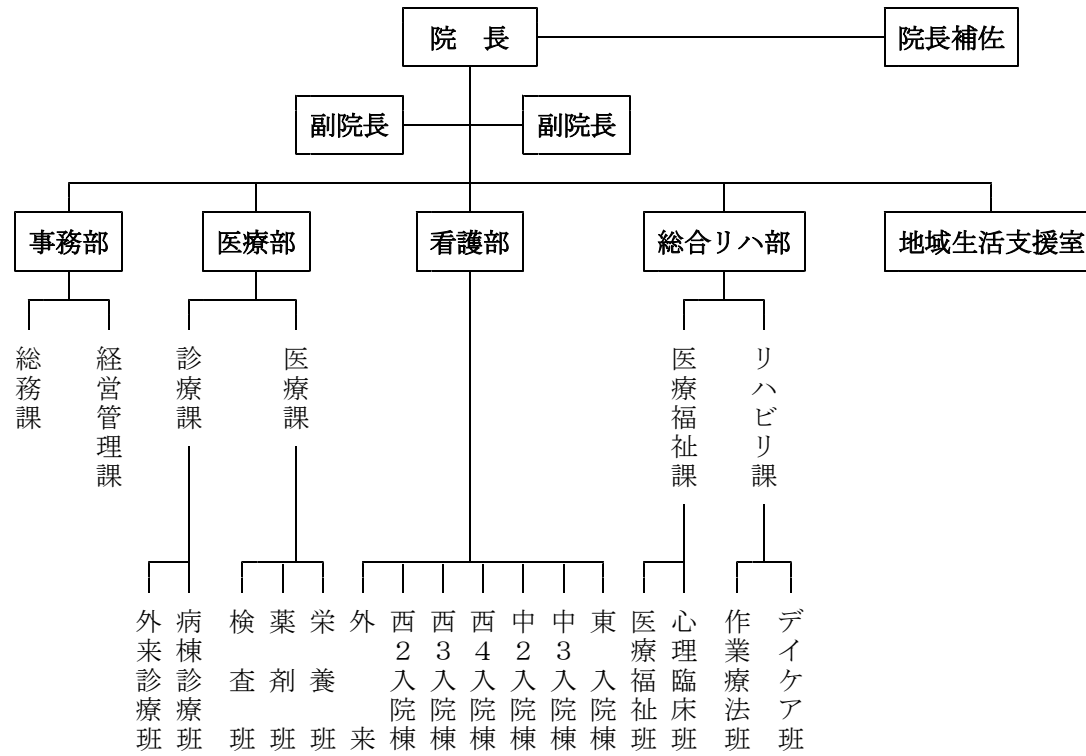 院　長
院長補佐
副院長
副院長
事務部
医療部
看護部
総合リハ部
地域生活支援室
総務課
経営管理課
診療課
医療課
医療福祉課
リハビリ課
外来診療班
病棟診療班
検査班
薬剤班
栄養班
外来
西2入院棟
西3入院棟
西4入院棟
中2入院棟
中3入院棟
東　入院棟
医療福祉班
心理臨床班
作業療法班
デイケア班